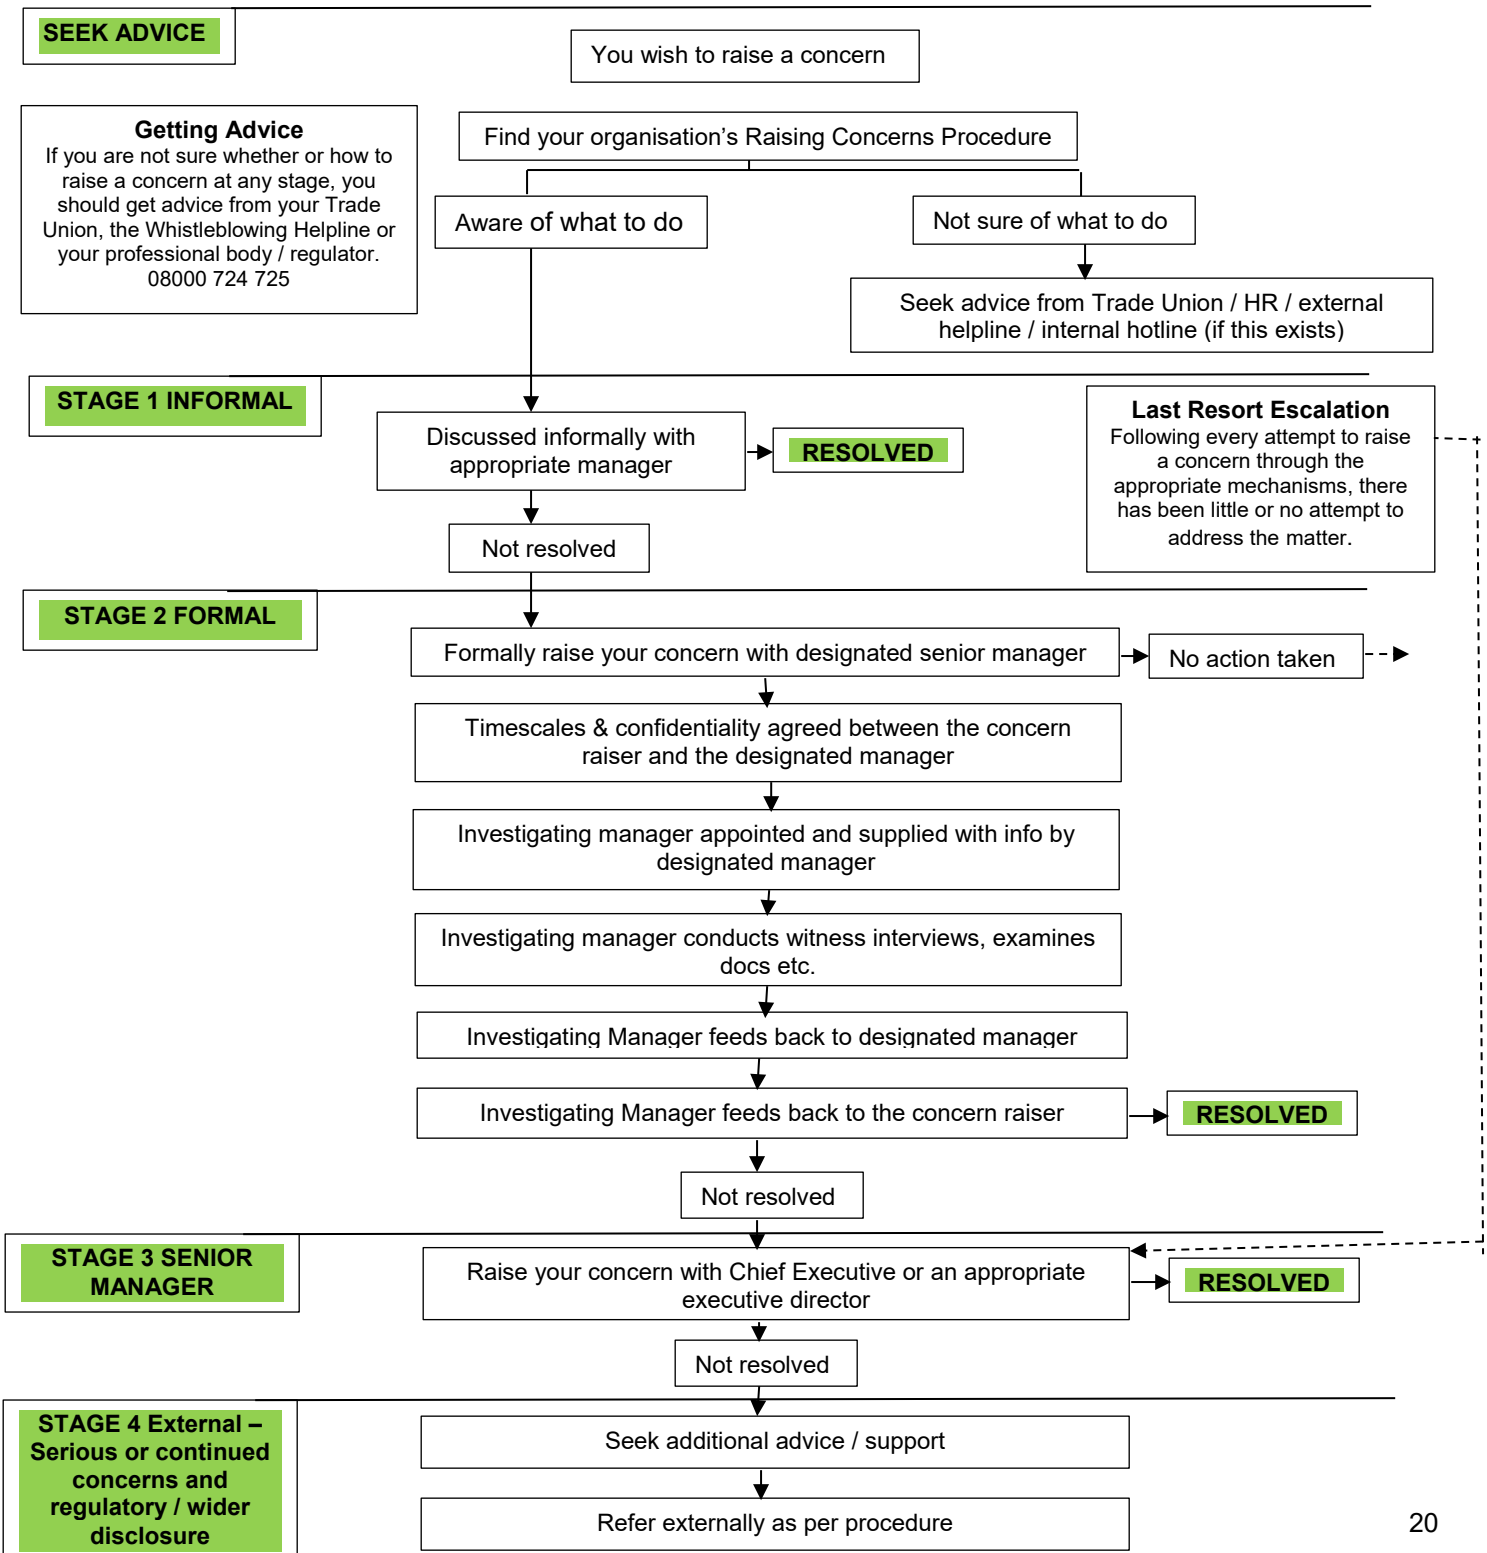 SEEK ADVICE
You wish to raise a concern
Getting Advice
If you are not sure whether or how to
raise a concern at any stage, you
should get advice from your Trade
Union, the Whistleblowing Helpline or
your professional body / regulator.
08000 724 725
Find your organisation’s Raising Concerns Procedure
Aware of what to do
Not sure of what to do
Seek advice from Trade Union / HR / external
helpline / internal hotline (if this exists)
STAGE 1 INFORMAL
Discussed informally with
appropriate manager
RESOLVED
Last Resort Escalation
Following every attempt to raise
a concern through the
appropriate mechanisms, there
has been little or no attempt to
address the matter.
Not resolved
STAGE 2 FORMAL
Formally raise your concern with designated senior manager
No action taken
Timescales & confidentiality agreed between the concern
raiser and the designated manager
Investigating manager appointed and supplied with info by
designated manager
Investigating manager conducts witness interviews, examines
docs etc.
Investigating Manager feeds back to designated manager
Investigating Manager feeds back to the concern raiser
RESOLVED
Not resolved
STAGE 3 SENIOR
MANAGER
Raise your concern with Chief Executive or an appropriate
executive director
RESOLVED
Not resolved
STAGE 4 External –
Serious or continued
concerns and
regulatory / wider
disclosure
Seek additional advice / support
Refer externally as per procedure
20